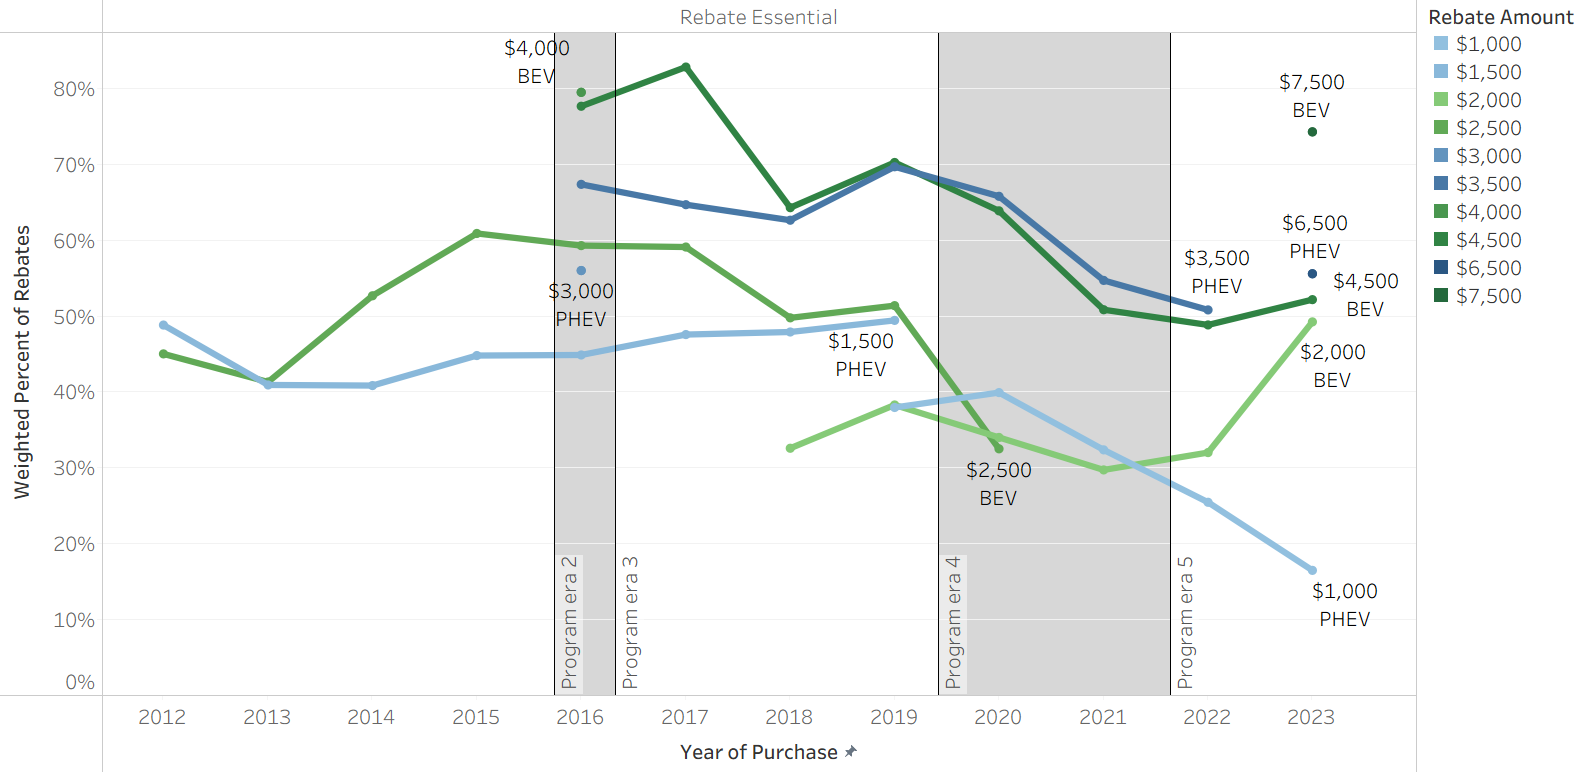 Rebate Essential
Rebate Amount
$1,000
$1,500
$2,000
$2,500
$3,000
$3,500
$4,000
$4,500
$6,500
$7,500
Weighted Percent of Rebates
80%
70%
60%
50%
40%
30%
20%
10%
0%
$4,000
BEV
$7,500
BEV
$6,500
PHEV
$3,500
PHEV
$4,500
BEV
$3,000
PHEV
$1,500
PHEV
$2,000
BEV
$2,500
BEV
$1,000
PHEV
Program era 2
Program era 3
Program era 4
Program era 5
2012
2013
2014
2015
2016
2017
2018
2019
2020
2021
2022
2023
Year of Purchase